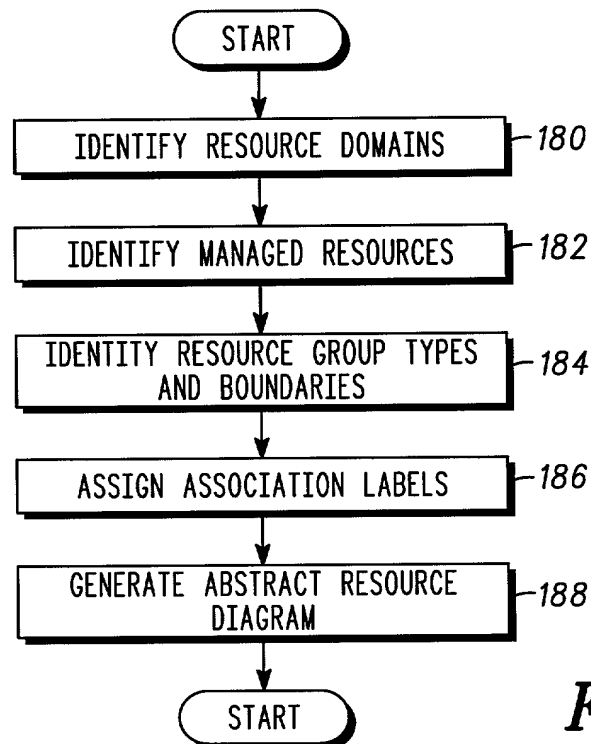 START
IDENTIFY RESOURCE DOMAINS
180
IDENTIFY MANAGED RESOURCES
182
IDENTITY RESOURCE GROUP TYPES
AND BOUNDARIES
184
ASSIGN ASSOCIATION LABELS
186
GENERATE ABSTRACT RESOURCE
DIAGRAM
188
START